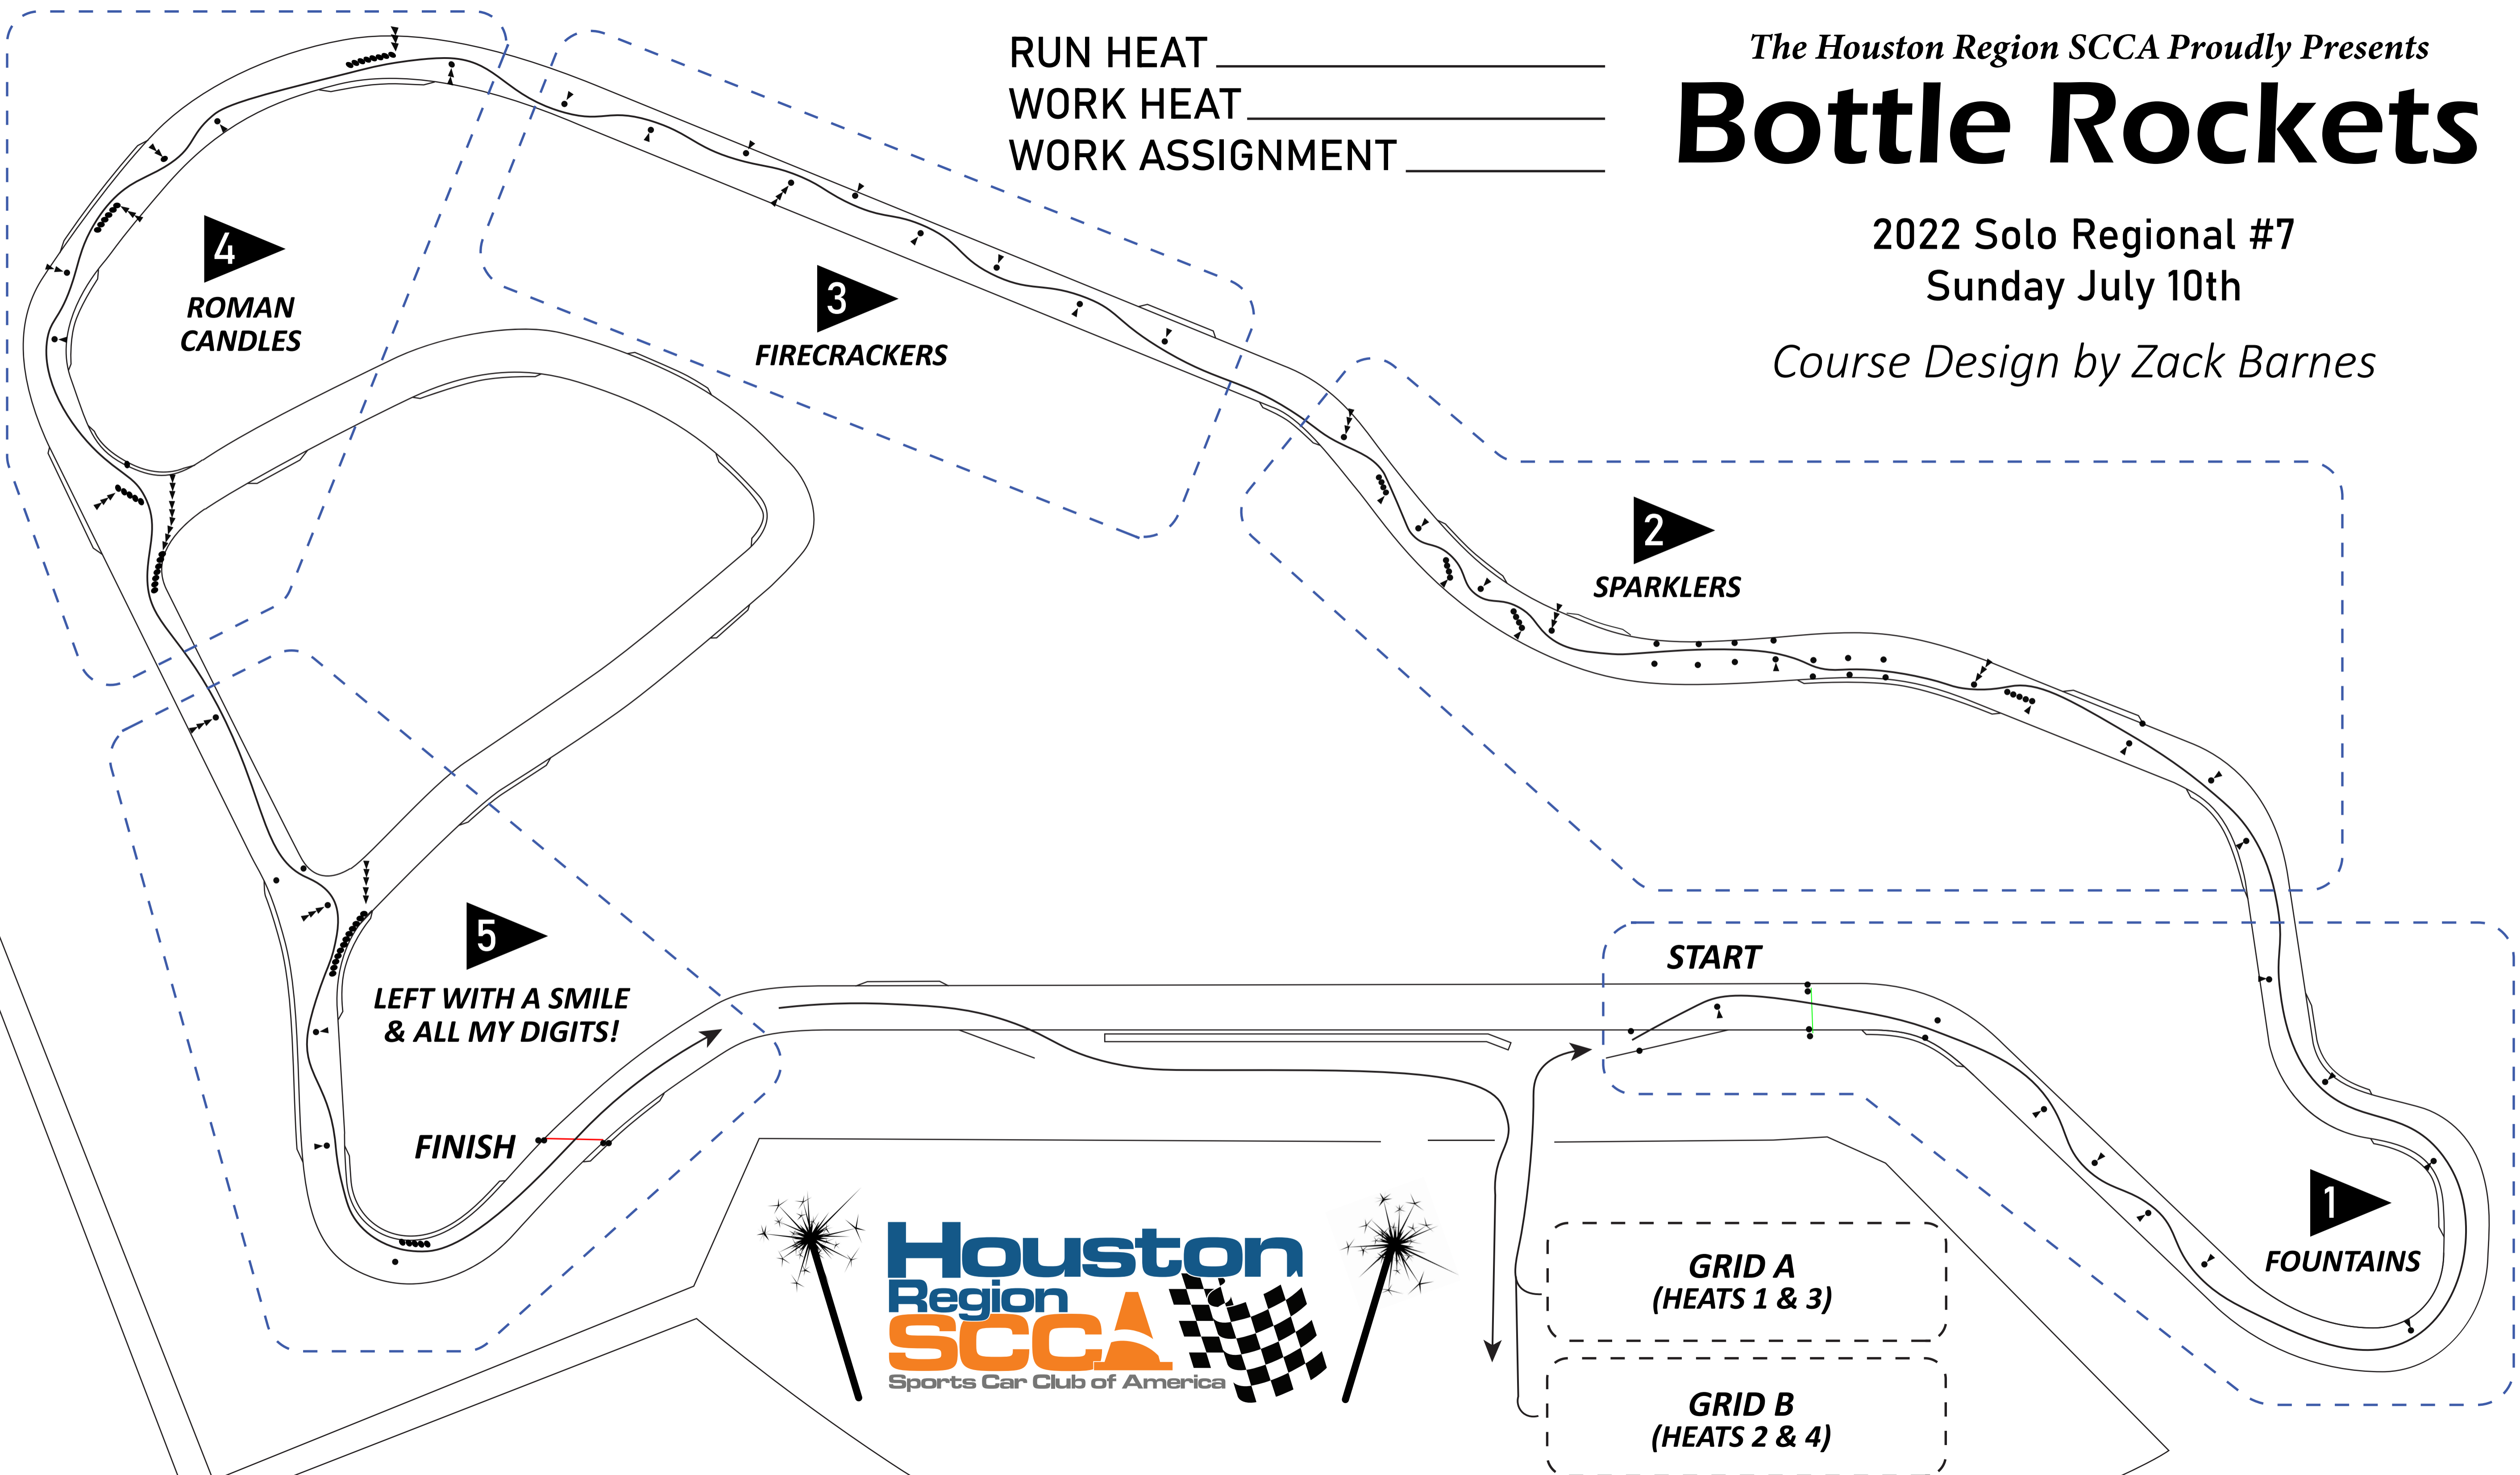 RUN HEAT
WORK HEAT
WORK ASSIGNMENT
The Houston Region SCCA Proudly Presents
Bottle Rockets
2022 Solo Regional #7
Sunday July 10th
Course Design by Zack Barnes
4
ROMAN
CANDLES
3
FIRECRACKERS
2
SPARKLERS
5
LEFT WITH A SMILE
& ALL MY DIGITS!
START
FINISH
1
FOUNTAINS
Houston
Region
SCCA
Sports Car Club of America
GRID A
(HEATS 1 & 3)
GRID B
(HEATS 2 & 4)